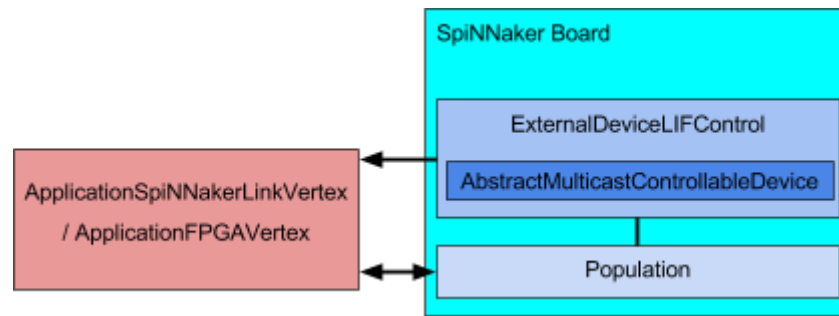 SpiNNaker Board
ExternalDeviceLIFControl
AbstractMulticastControllableDevice
ApplicationSpiNNakerLinkVertex
/ ApplicationFPGAVertex
Population